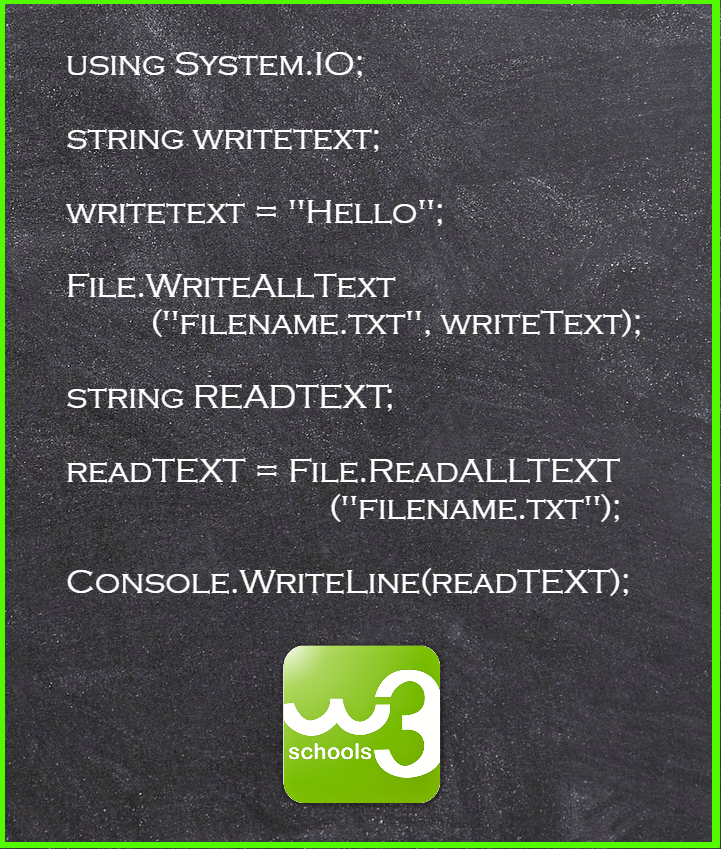 using System.IO;
string writetext;
writetext = "Hello";
File.WriteAllText
("filename.txt", writeText);
string READTEXT;
readTEXT = File.ReadALLTEXT
("filename.txt");
Console.WriteLine(readTEXT);
w3
schools